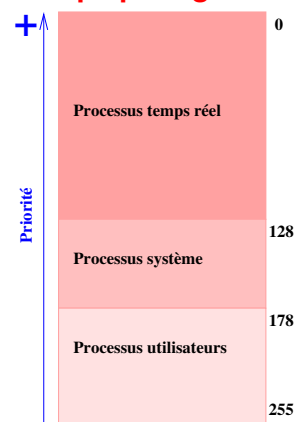 +
0
Processus temps réel
Priorité
128
Processus système
178
Processus utilisateurs
255